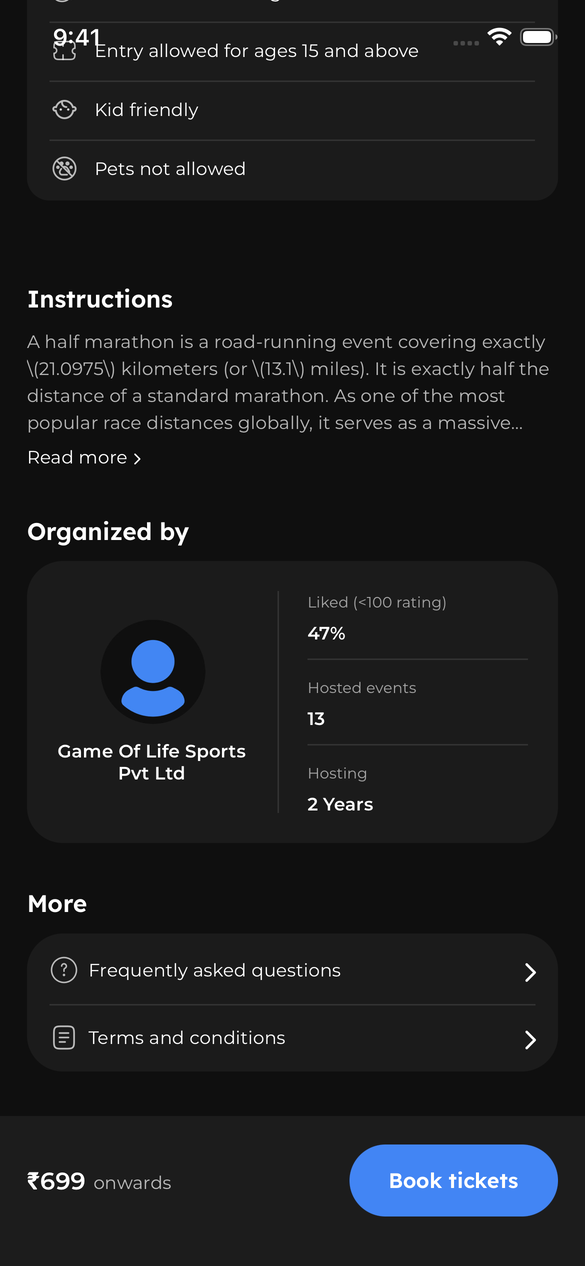 9:41
Entry allowed for ages 15 and above
Kid friendly
Pets not allowed
Instructions
A half marathon is a road-running event covering exactly
\(21.0975\) kilometers (or \(13.1\) miles). It is exactly half the
distance of a standard marathon. As one of the most
popular race distances globally, it serves as a massive...
Read more
Organized by
Game Of Life Sports
Pvt Ltd
Liked (<100 rating)
47%
Hosted events
13
Hosting
2 Years
More
Frequently asked questions
Terms and conditions
₹699 onwards
Book tickets